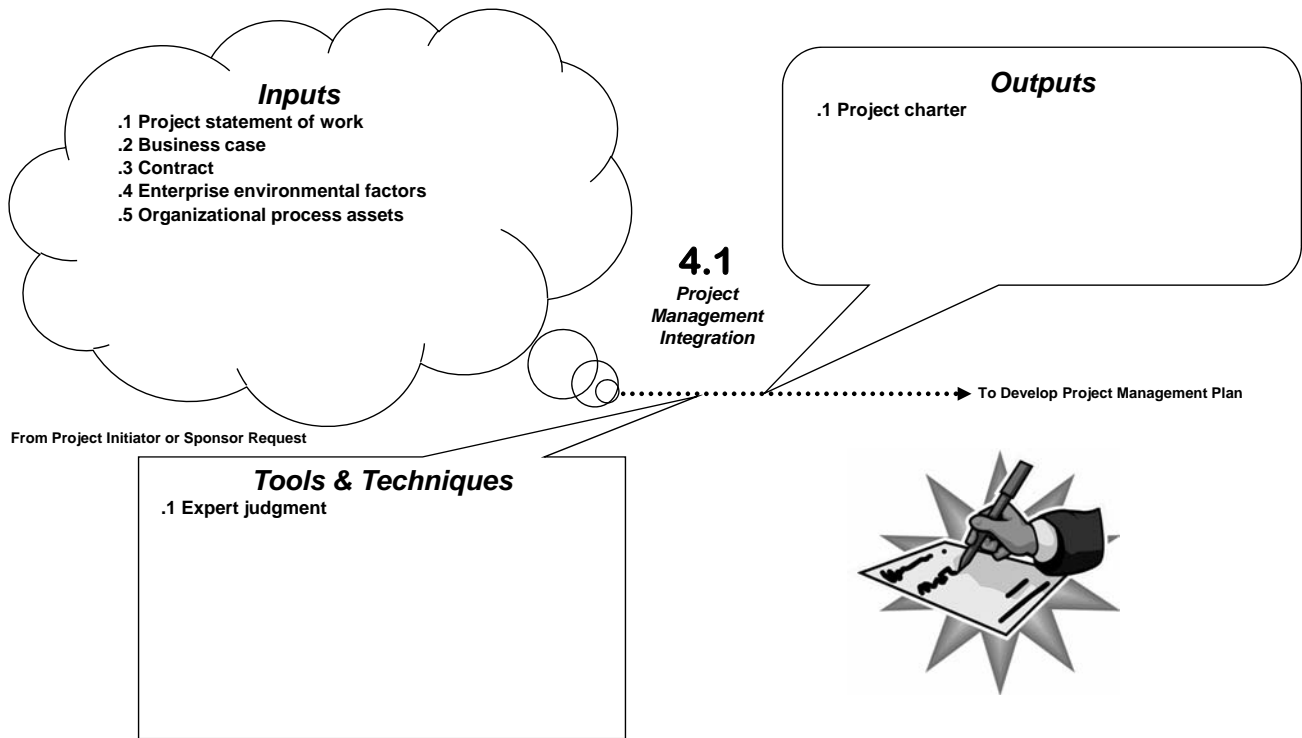 Inputs
.1 Project statement of work
.2 Business case
.3 Contract
.4 Enterprise environmental factors
.5 Organizational process assets
Outputs
.1 Project charter
4.1
Project
Management
Integration
To Develop Project Management Plan
From Project Initiator or Sponsor Request
Tools & Techniques
.1 Expert judgment